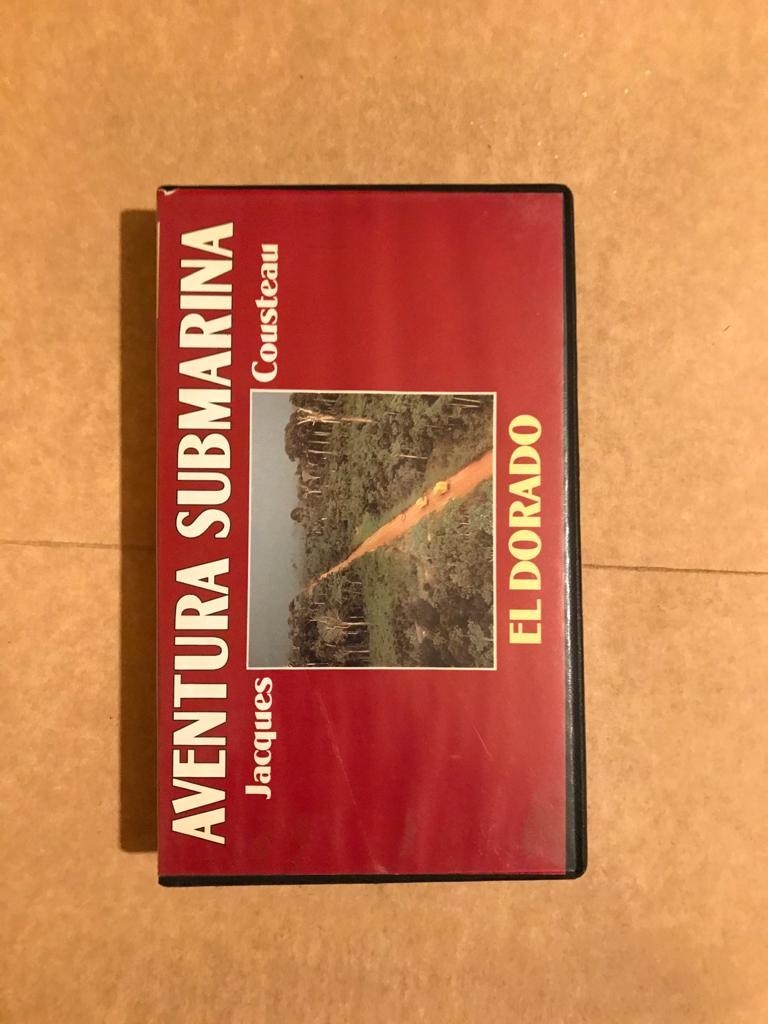 AVENTURA SUBMARINA
Jacques Cousteau
EL DORADO